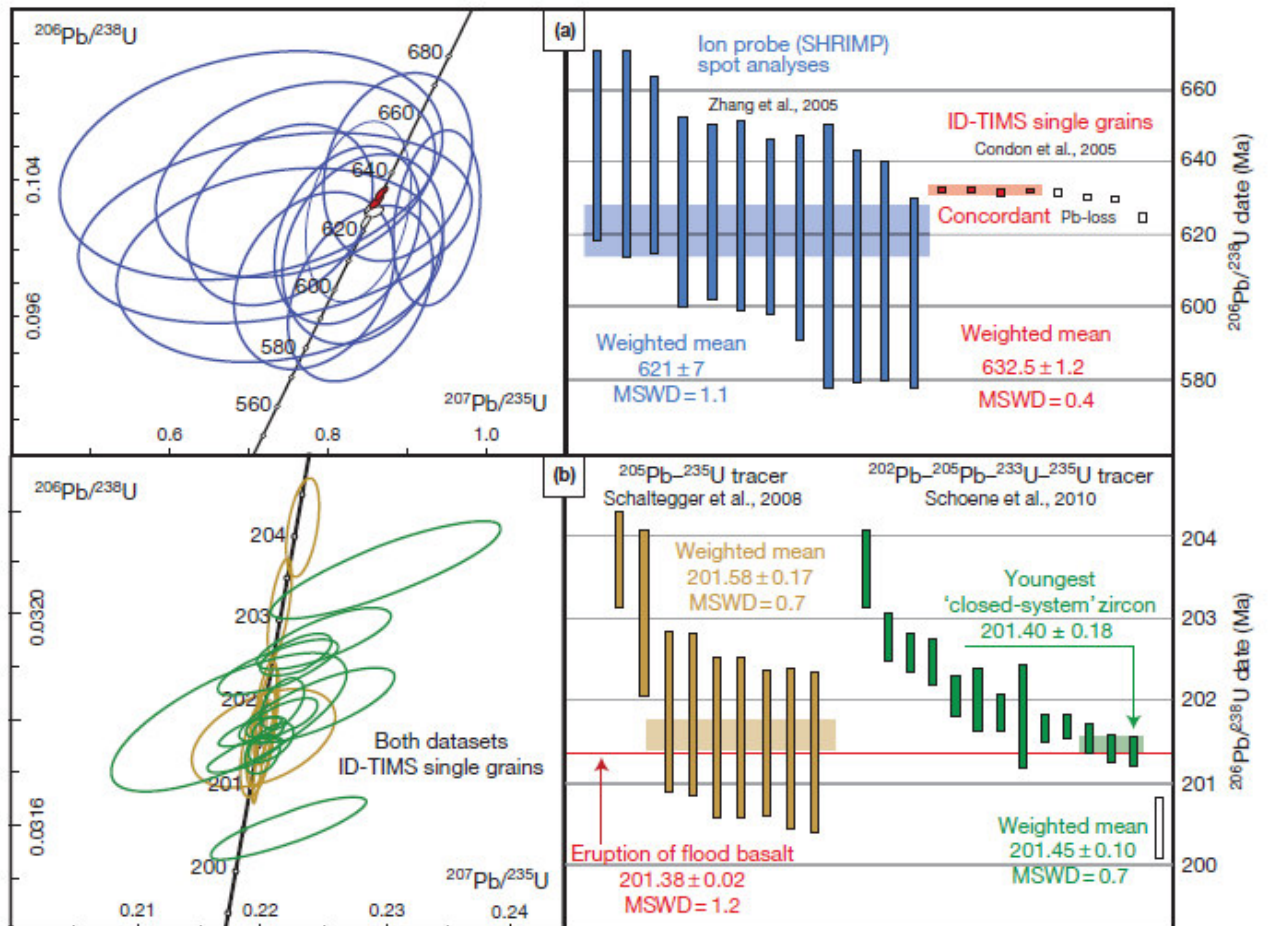 ²⁰⁶Pb/²³⁸U
(a)
680
660
640
620
600
580
560
0.104
0.096
²⁰⁷Pb/²³⁵U
0.6
0.8
1.0
Ion probe (SHRIMP)
spot analyses
Zhang et al., 2005
ID-TIMS single grains
Condon et al., 2005
Concordant
Pb-loss
Weighted mean
621 ± 7
MSWD = 1.1
Weighted mean
632.5 ± 1.2
MSWD = 0.4
660
640
620
600
580
²⁰⁶Pb/²³⁸U date (Ma)
²⁰⁶Pb/²³⁸U
(b)
204
203
202
201
200
0.0320
0.0316
Both datasets
ID-TIMS single grains
²⁰⁷Pb/²³⁵U
0.21
0.22
0.23
0.24
²⁰⁵Pb–²³⁵U tracer
Schaltegger et al., 2008
²⁰²Pb–²⁰⁵Pb–²³³U–²³⁵U tracer
Schoene et al., 2010
Weighted mean
201.58 ± 0.17
MSWD = 0.7
Youngest
'closed-system' zircon
201.40 ± 0.18
Eruption of flood basalt
201.38 ± 0.02
MSWD = 1.2
Weighted mean
201.45 ± 0.10
MSWD = 0.7
204
203
202
201
200
²⁰⁶Pb/²³⁸U date (Ma)